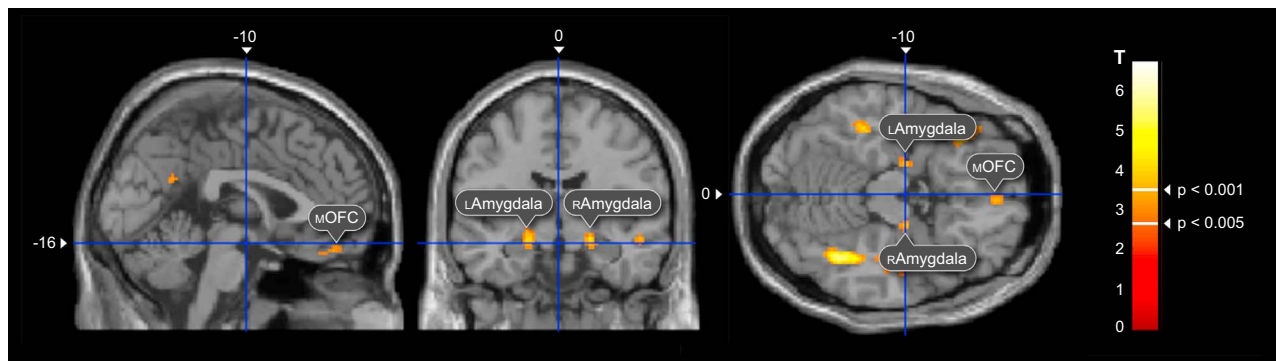 -10
0
-10
T
6
5
4
3
2
1
0
p < 0.001
p < 0.005
LAmygdala
MOFC
LAmygdala
RAmygdala
MOFC
0
-16
RAmygdala